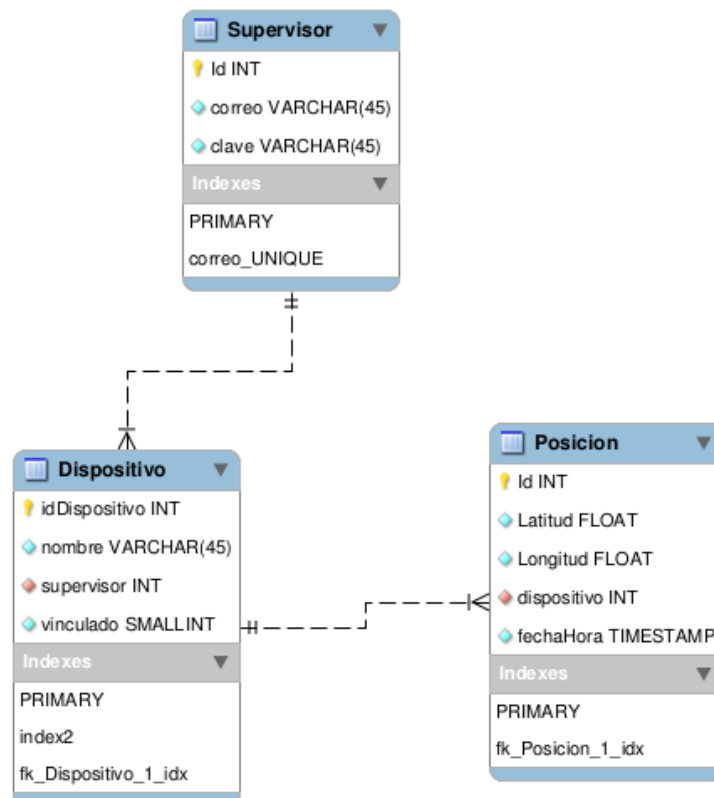 Supervisor
Id INT
correo VARCHAR(45)
clave VARCHAR(45)
Indexes
PRIMARY
correo_UNIQUE
Dispositivo
idDispositivo INT
nombre VARCHAR(45)
supervisor INT
vinculado SMALLINT
Indexes
PRIMARY
index2
fk_Dispositivo_1_idx
Posicion
Id INT
Latitud FLOAT
Longitud FLOAT
dispositivo INT
fechaHora TIMESTAMP
Indexes
PRIMARY
fk_Posicion_1_idx